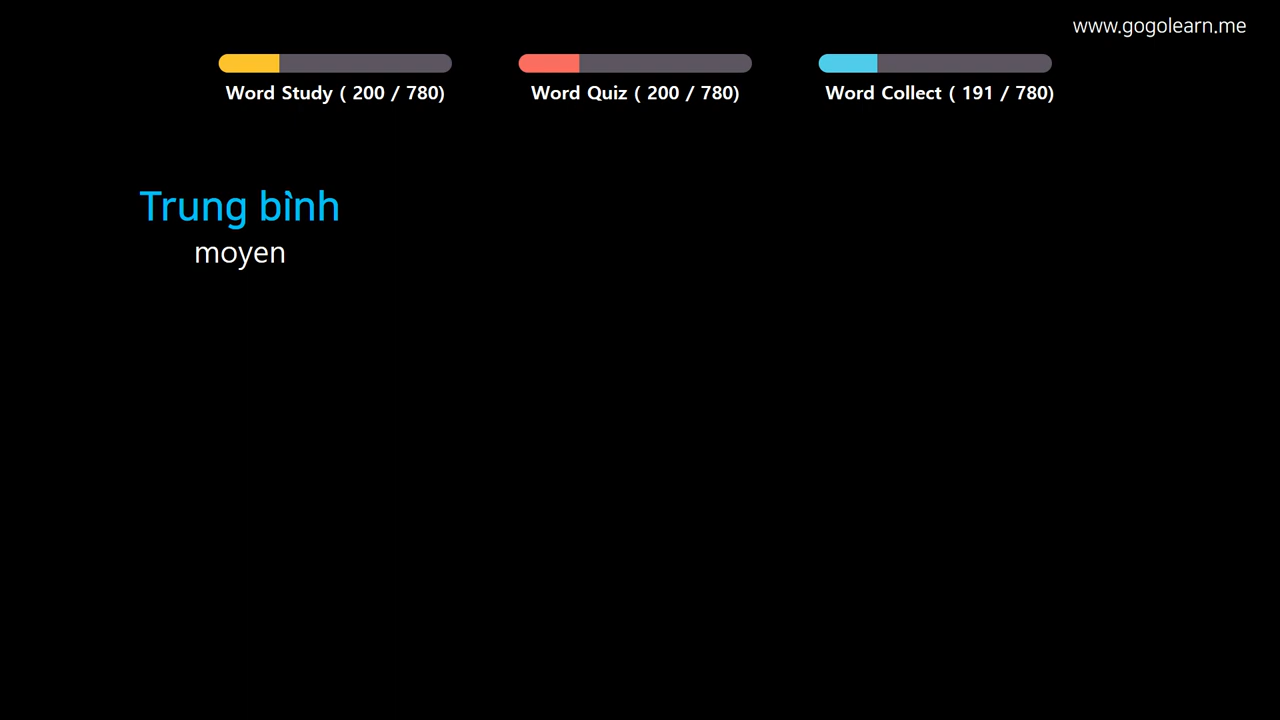 www.gogolearn.me
Word Study ( 200 / 780)
Word Quiz ( 200 / 780)
Word Collect ( 191 / 780)
Trung bình
moyen